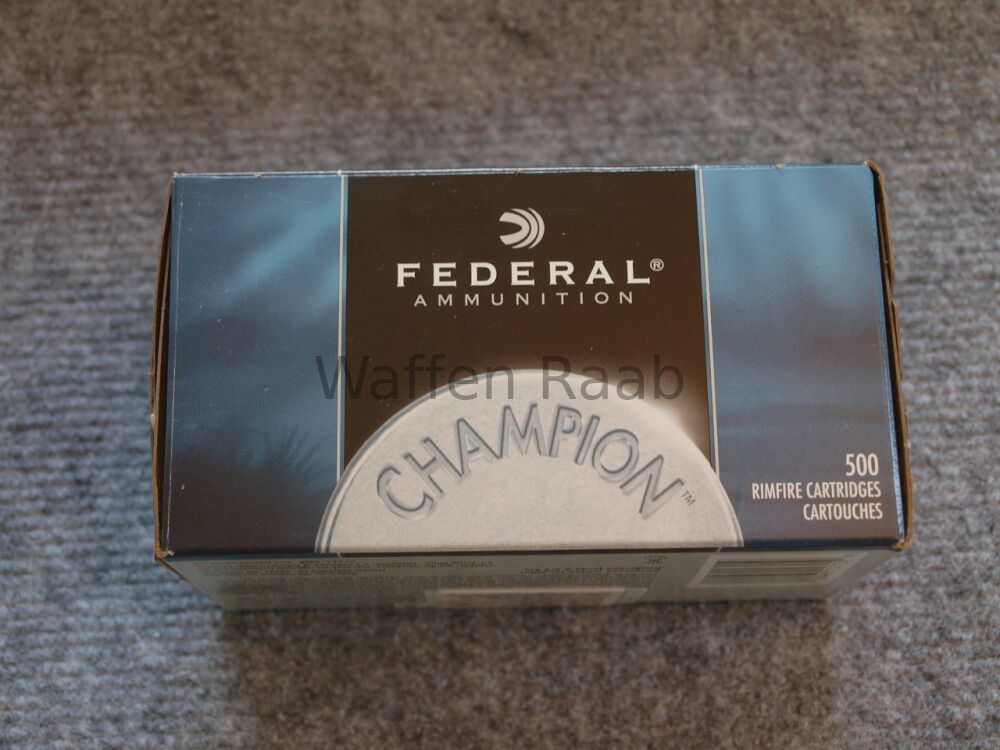 FEDERAL®
AMMUNITION
Waffen Raab
CHAMPION™
500
RIMFIRE CARTRIDGES
CARTOUCHES